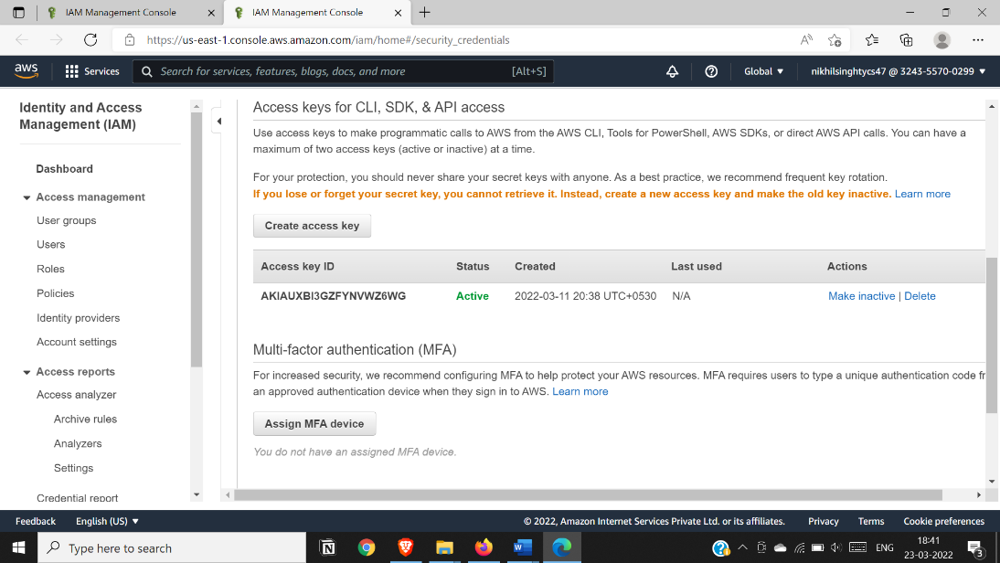 IAM Management Console
IAM Management Console
https://us-east-1.console.aws.amazon.com/iam/home#/security_credentials
aws
Services
Search for services, features, blogs, docs, and more
[Alt+S]
Global
nikhilsinghtycs47 @ 3243-5570-0299
Identity and Access
Management (IAM)
Dashboard
Access management
User groups
Users
Roles
Policies
Identity providers
Account settings
Access reports
Access analyzer
Archive rules
Analyzers
Settings
Credential report
Access keys for CLI, SDK, & API access
Use access keys to make programmatic calls to AWS from the AWS CLI, Tools for PowerShell, AWS SDKs, or direct AWS API calls. You can have a
maximum of two access keys (active or inactive) at a time.
For your protection, you should never share your secret keys with anyone. As a best practice, we recommend frequent key rotation.
If you lose or forget your secret key, you cannot retrieve it. Instead, create a new access key and make the old key inactive. Learn more
Create access key
Access key ID Status Created Last used Actions
AKIAUXBI3GZFYNVWZ6WG Active 2022-03-11 20:38 UTC+0530 N/A Make inactive | Delete
Multi-factor authentication (MFA)
For increased security, we recommend configuring MFA to help protect your AWS resources. MFA requires users to type a unique authentication code fr
an approved authentication device when they sign in to AWS. Learn more
Assign MFA device
You do not have an assigned MFA device.
Feedback English (US) © 2022, Amazon Internet Services Private Ltd. or its affiliates. Privacy Terms Cookie preferences
Type here to search
ENG
18:41
23-03-2022
3